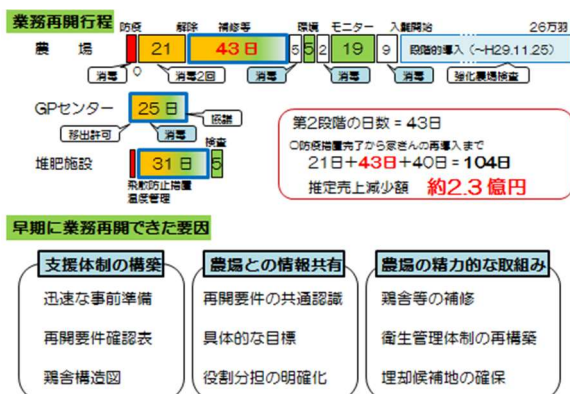 業務再開行程
防疫 解除 補修等 環境 モニター 入雛開始 26万羽
農　場 21 43日 5 5 2 19 9 段階的導入（~H29.11.25）
消毒 0 消毒2回 消毒 消毒 消毒 強化農場検査
GPセンター 25日
移出許可 消毒 協議
堆肥施設 31日 5 検査
飛散防止措置
温度管理
第2段階の日数＝43日
○防疫措置完了から家きんの再導入まで
21日＋43日＋40日＝104日
推定売上減少額 約2.3億円
早期に業務再開できた要因
支援体制の構築
迅速な事前準備
再開要件確認表
鶏舎構造図
農場との情報共有
再開要件の共通認識
具体的な目標
役割分担の明確化
農場の精力的な取組み
鶏舎等の補修
衛生管理体制の再構築
埋却候補地の確保